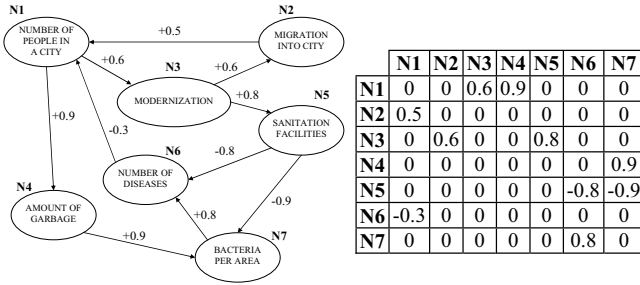 N1
NUMBER OF
PEOPLE IN
A CITY
+0.5
N2
MIGRATION
INTO CITY
+0.6
N3
+0.6
MODERNIZATION
+0.8
N5
SANITATION
FACILITIES
+0.9
-0.3
N6
NUMBER OF
DISEASES
-0.8
-0.9
N4
AMOUNT OF
GARBAGE
+0.8
+0.9
N7
BACTERIA
PER AREA
N1 N2 N3 N4 N5 N6 N7
N1 0 0 0.6 0.9 0 0 0
N2 0.5 0 0 0 0 0 0
N3 0 0.6 0 0 0.8 0 0
N4 0 0 0 0 0 0 0.9
N5 0 0 0 0 0 -0.8 -0.9
N6 -0.3 0 0 0 0 0 0
N7 0 0 0 0 0 0.8 0